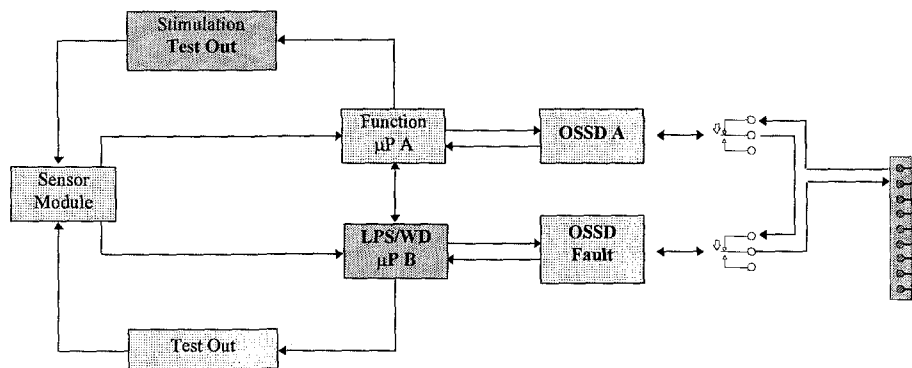 Stimulation
Test Out
Function
μP A
OSSD A
Sensor
Module
LPS/WD
μP B
OSSD
Fault
Test Out